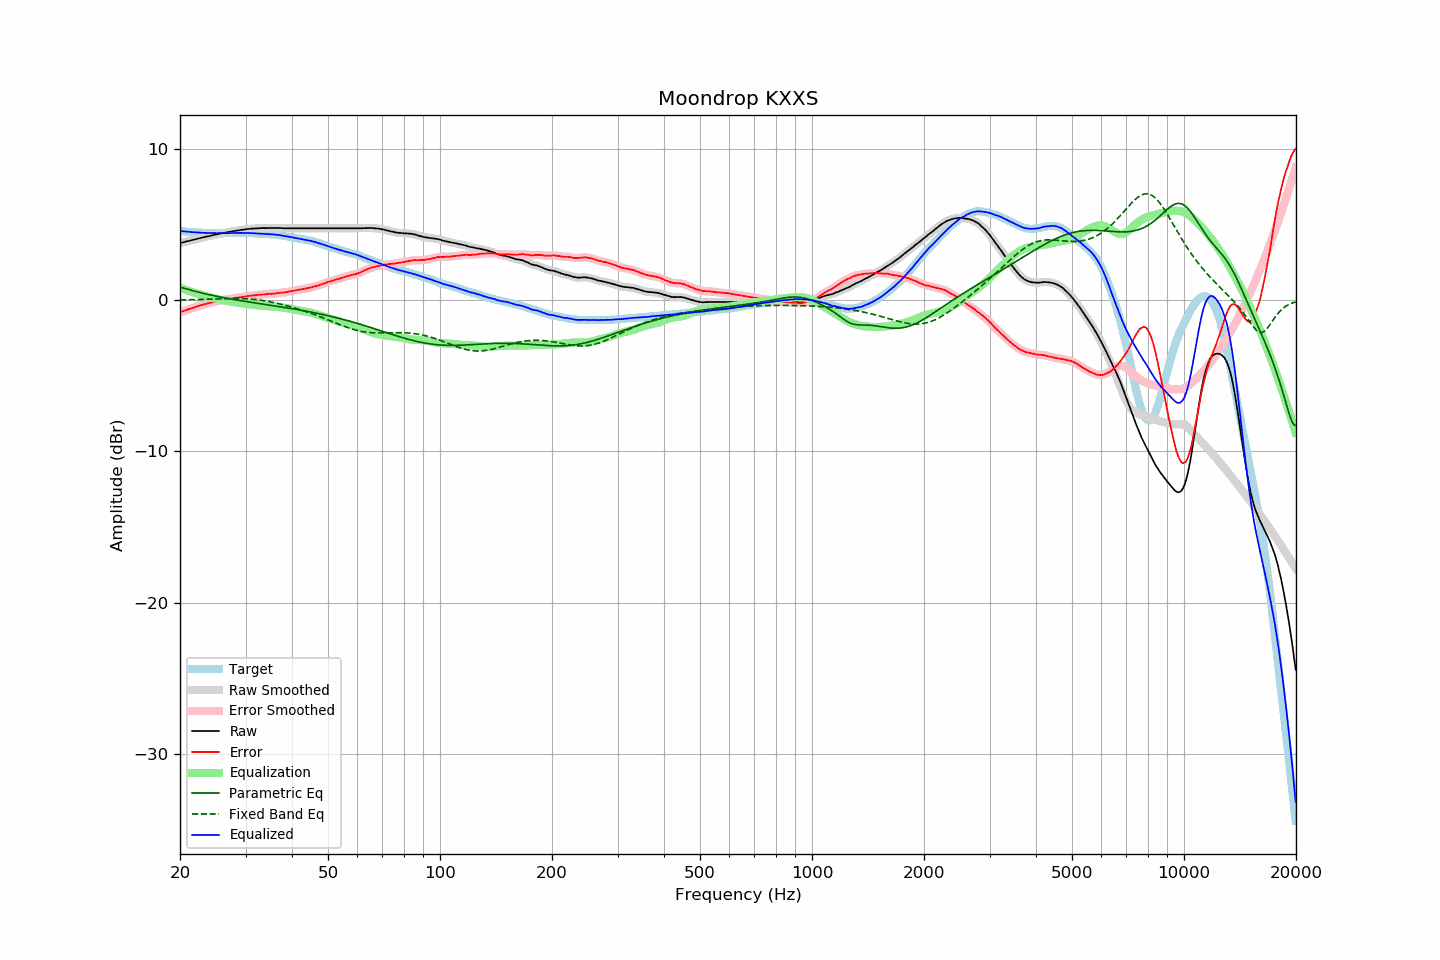 Moondrop KXXS
10
0
−10
−20
−30
Amplitude (dBr)
Target
Raw Smoothed
Error Smoothed
Raw
Error
Equalization
Parametric Eq
Fixed Band Eq
Equalized
20 50 100 200 500 1000 2000 5000 10000 20000
Frequency (Hz)